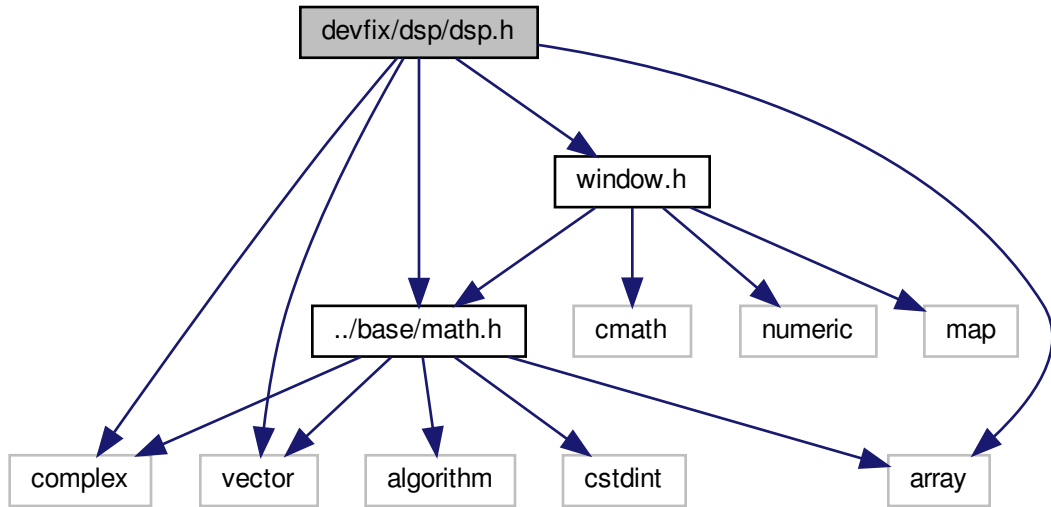 devfix/dsp/dsp.h
window.h
../base/math.h
cmath
numeric
map
complex
vector
algorithm
cstdint
array